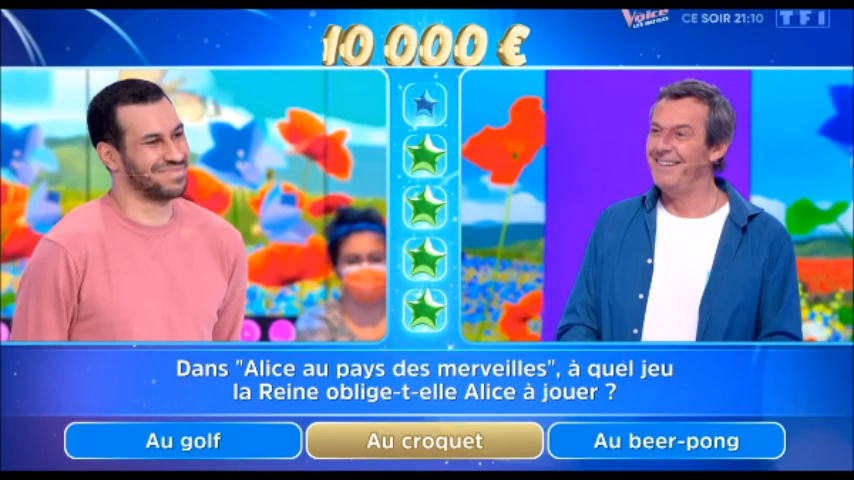 Voice
CE SOIR 21:10
TF1
10 000 €
Dans "Alice au pays des merveilles", à quel jeu
la Reine oblige-t-elle Alice à jouer ?
Au golf
Au croquet
Au beer-pong